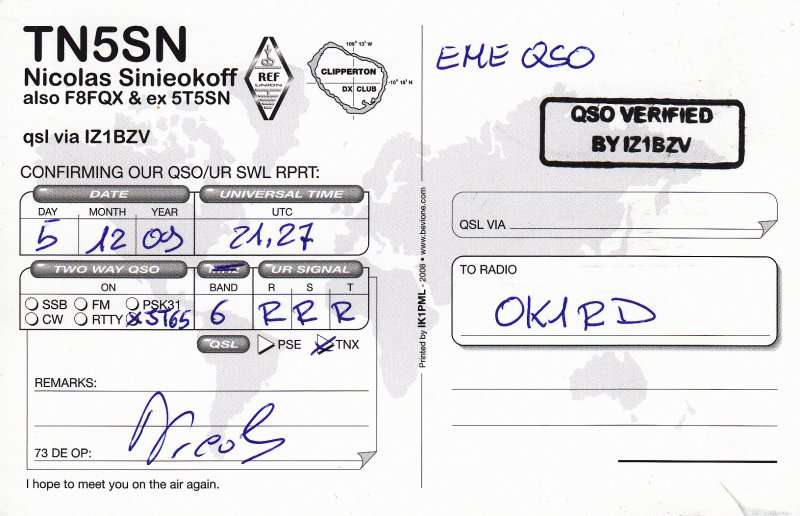 TN5SN
Nicolas Sinieokoff
also F8FQX & ex 5T5SN
REF
UNION
109° 13' W
CLIPPERTON
DX CLUB
10° 18' N
qsl via IZ1BZV
CONFIRMING OUR QSO/UR SWL RPRT:
DATE UNIVERSAL TIME
DAY MONTH YEAR UTC
5 12 09 21,27
TWO WAY QSO UR SIGNAL
ON BAND R S T
SSB FM PSK31
CW RTTY JT65 6 R R R
QSL PSE TNX
REMARKS:
73 DE OP: Nicolas
I hope to meet you on the air again.
Printed by IK1PML - 2008 • www.bevione.com
EME QSO
QSO VERIFIED
BY IZ1BZV
QSL VIA
TO RADIO
OK1RD